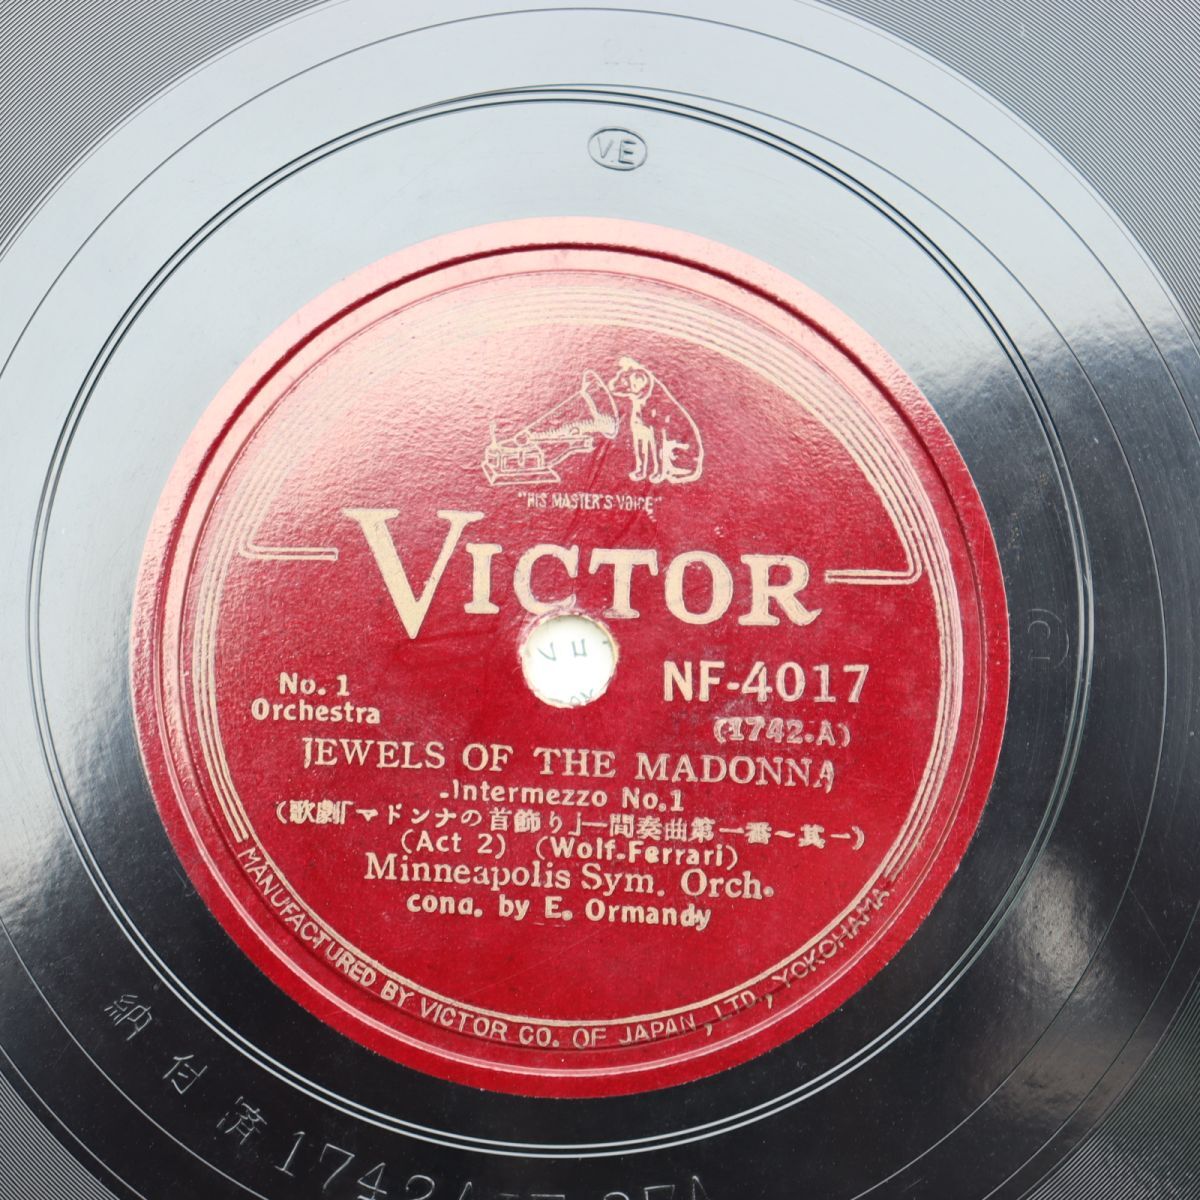 VE
"HIS MASTER'S VOICE"
VICTOR
No. 1
Orchestra
NF-4017
(1742-A)
JEWELS OF THE MADONNA
-Intermezzo No.1
(歌劇「マドンナの首飾り」—間奏曲第一番〜其一)
(Act 2) (Wolf-Ferrari)
Minneapolis Sym. Orch.
cond. by E. Ormandy
MANUFACTURED BY VICTOR CO. OF JAPAN, LTD., YOKOHAMA
納付済 1742A